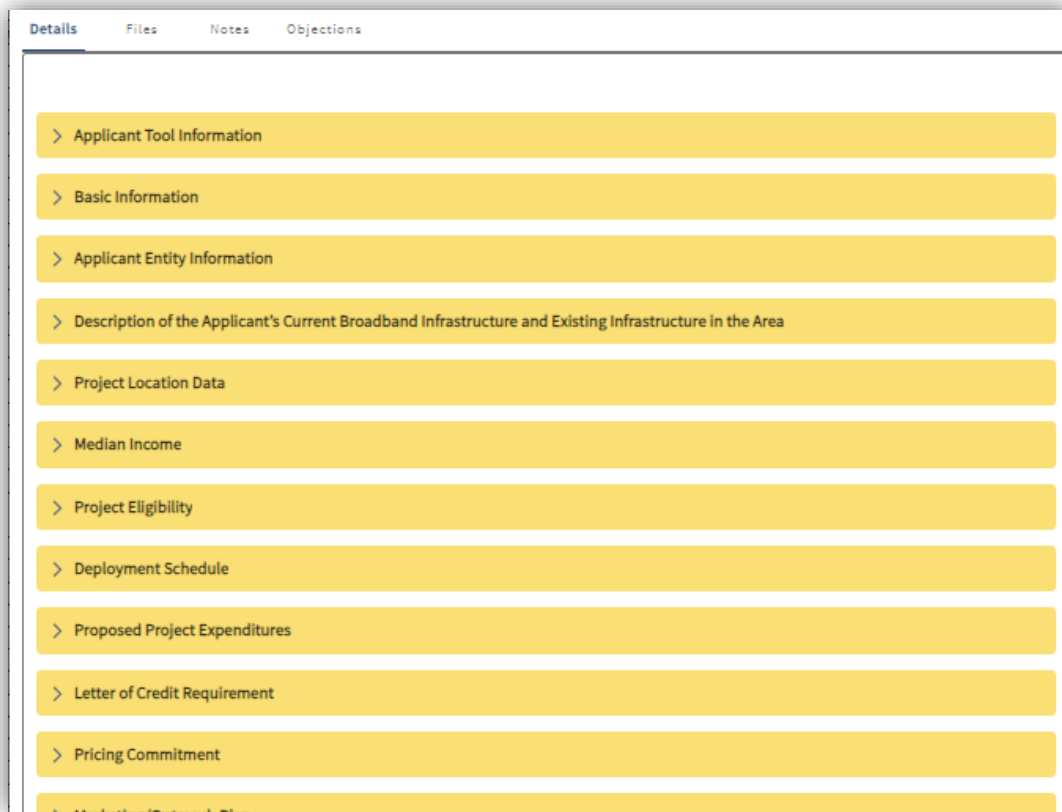 Details Files Notes Objections
Applicant Tool Information
Basic Information
Applicant Entity Information
Description of the Applicant's Current Broadband Infrastructure and Existing Infrastructure in the Area
Project Location Data
Median Income
Project Eligibility
Deployment Schedule
Proposed Project Expenditures
Letter of Credit Requirement
Pricing Commitment